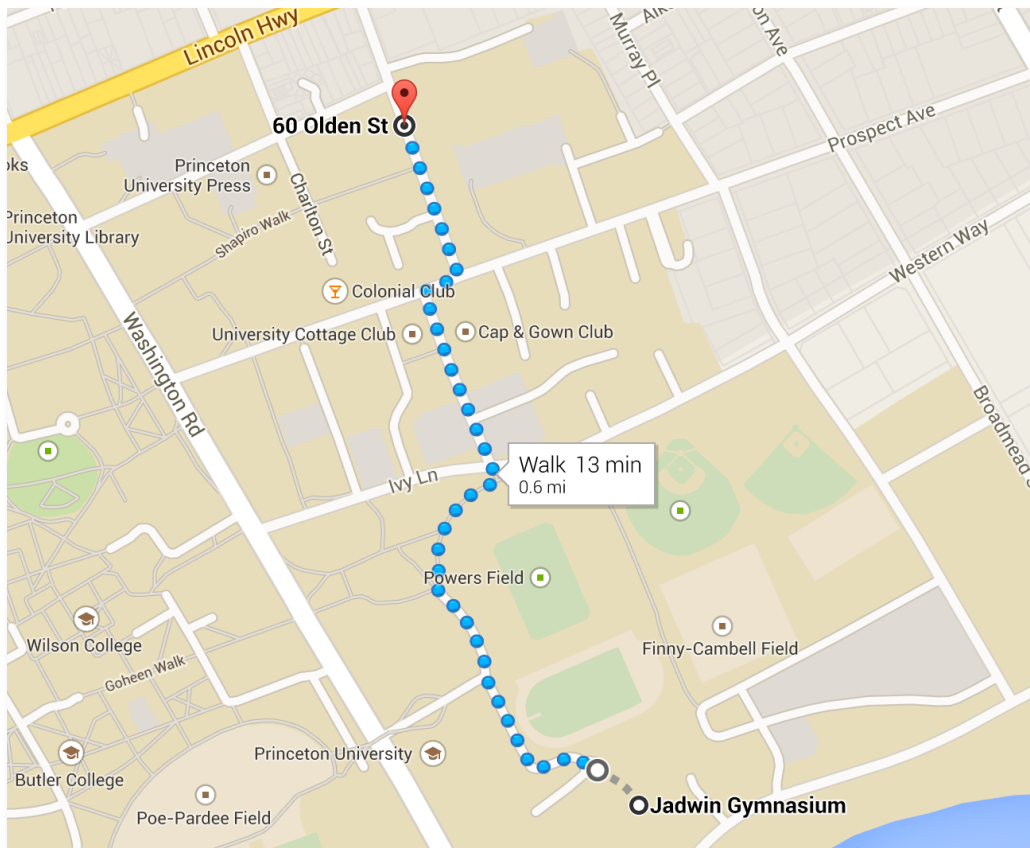 Lincoln Hwy
Murray Pl
Prospect Ave
60 Olden St
Princeton
University Press
Charlton St
Shapiro Walk
Princeton
University Library
Colonial Club
Western Way
University Cottage Club
Cap & Gown Club
Washington Rd
Broadmead
Walk 13 min
0.6 mi
Ivy Ln
Powers Field
Wilson College
Finny-Cambell Field
Goheen Walk
Princeton University
Butler College
Jadwin Gymnasium
Poe-Pardee Field